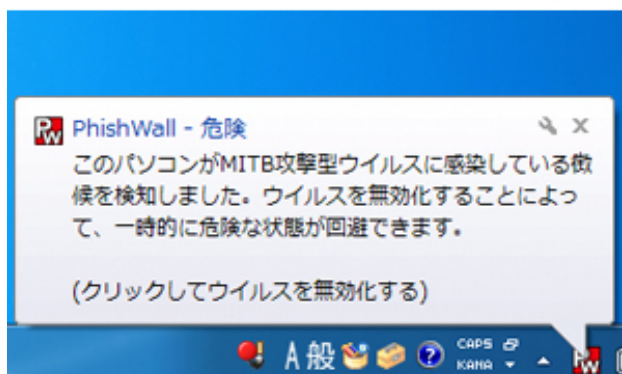 PW PhishWall - 危険
このパソコンがMITB攻撃型ウイルスに感染している徴
候を検知しました。ウイルスを無効化することによっ
て、一時的に危険な状態が回避できます。
(クリックしてウイルスを無効化する)
A 般 ? CAPS
KANA PW